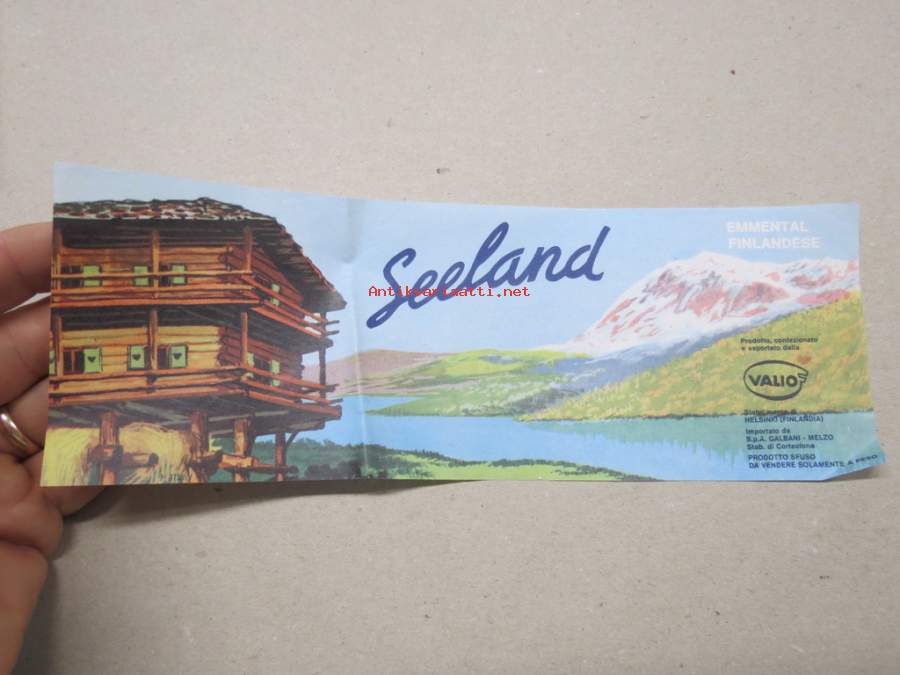 Seeland
Antikvariaatti.net
EMMENTAL
FINLANDESE
Prodotto, confezionato
e esportato dalla
VALIO
HELSINKI (FINLANDIA)
Importato da
S.p.A. GALBANI - MELZO
Stab. di Corteolona
PRODOTTO SFUSO
DA VENDERE SOLAMENTE A PESO